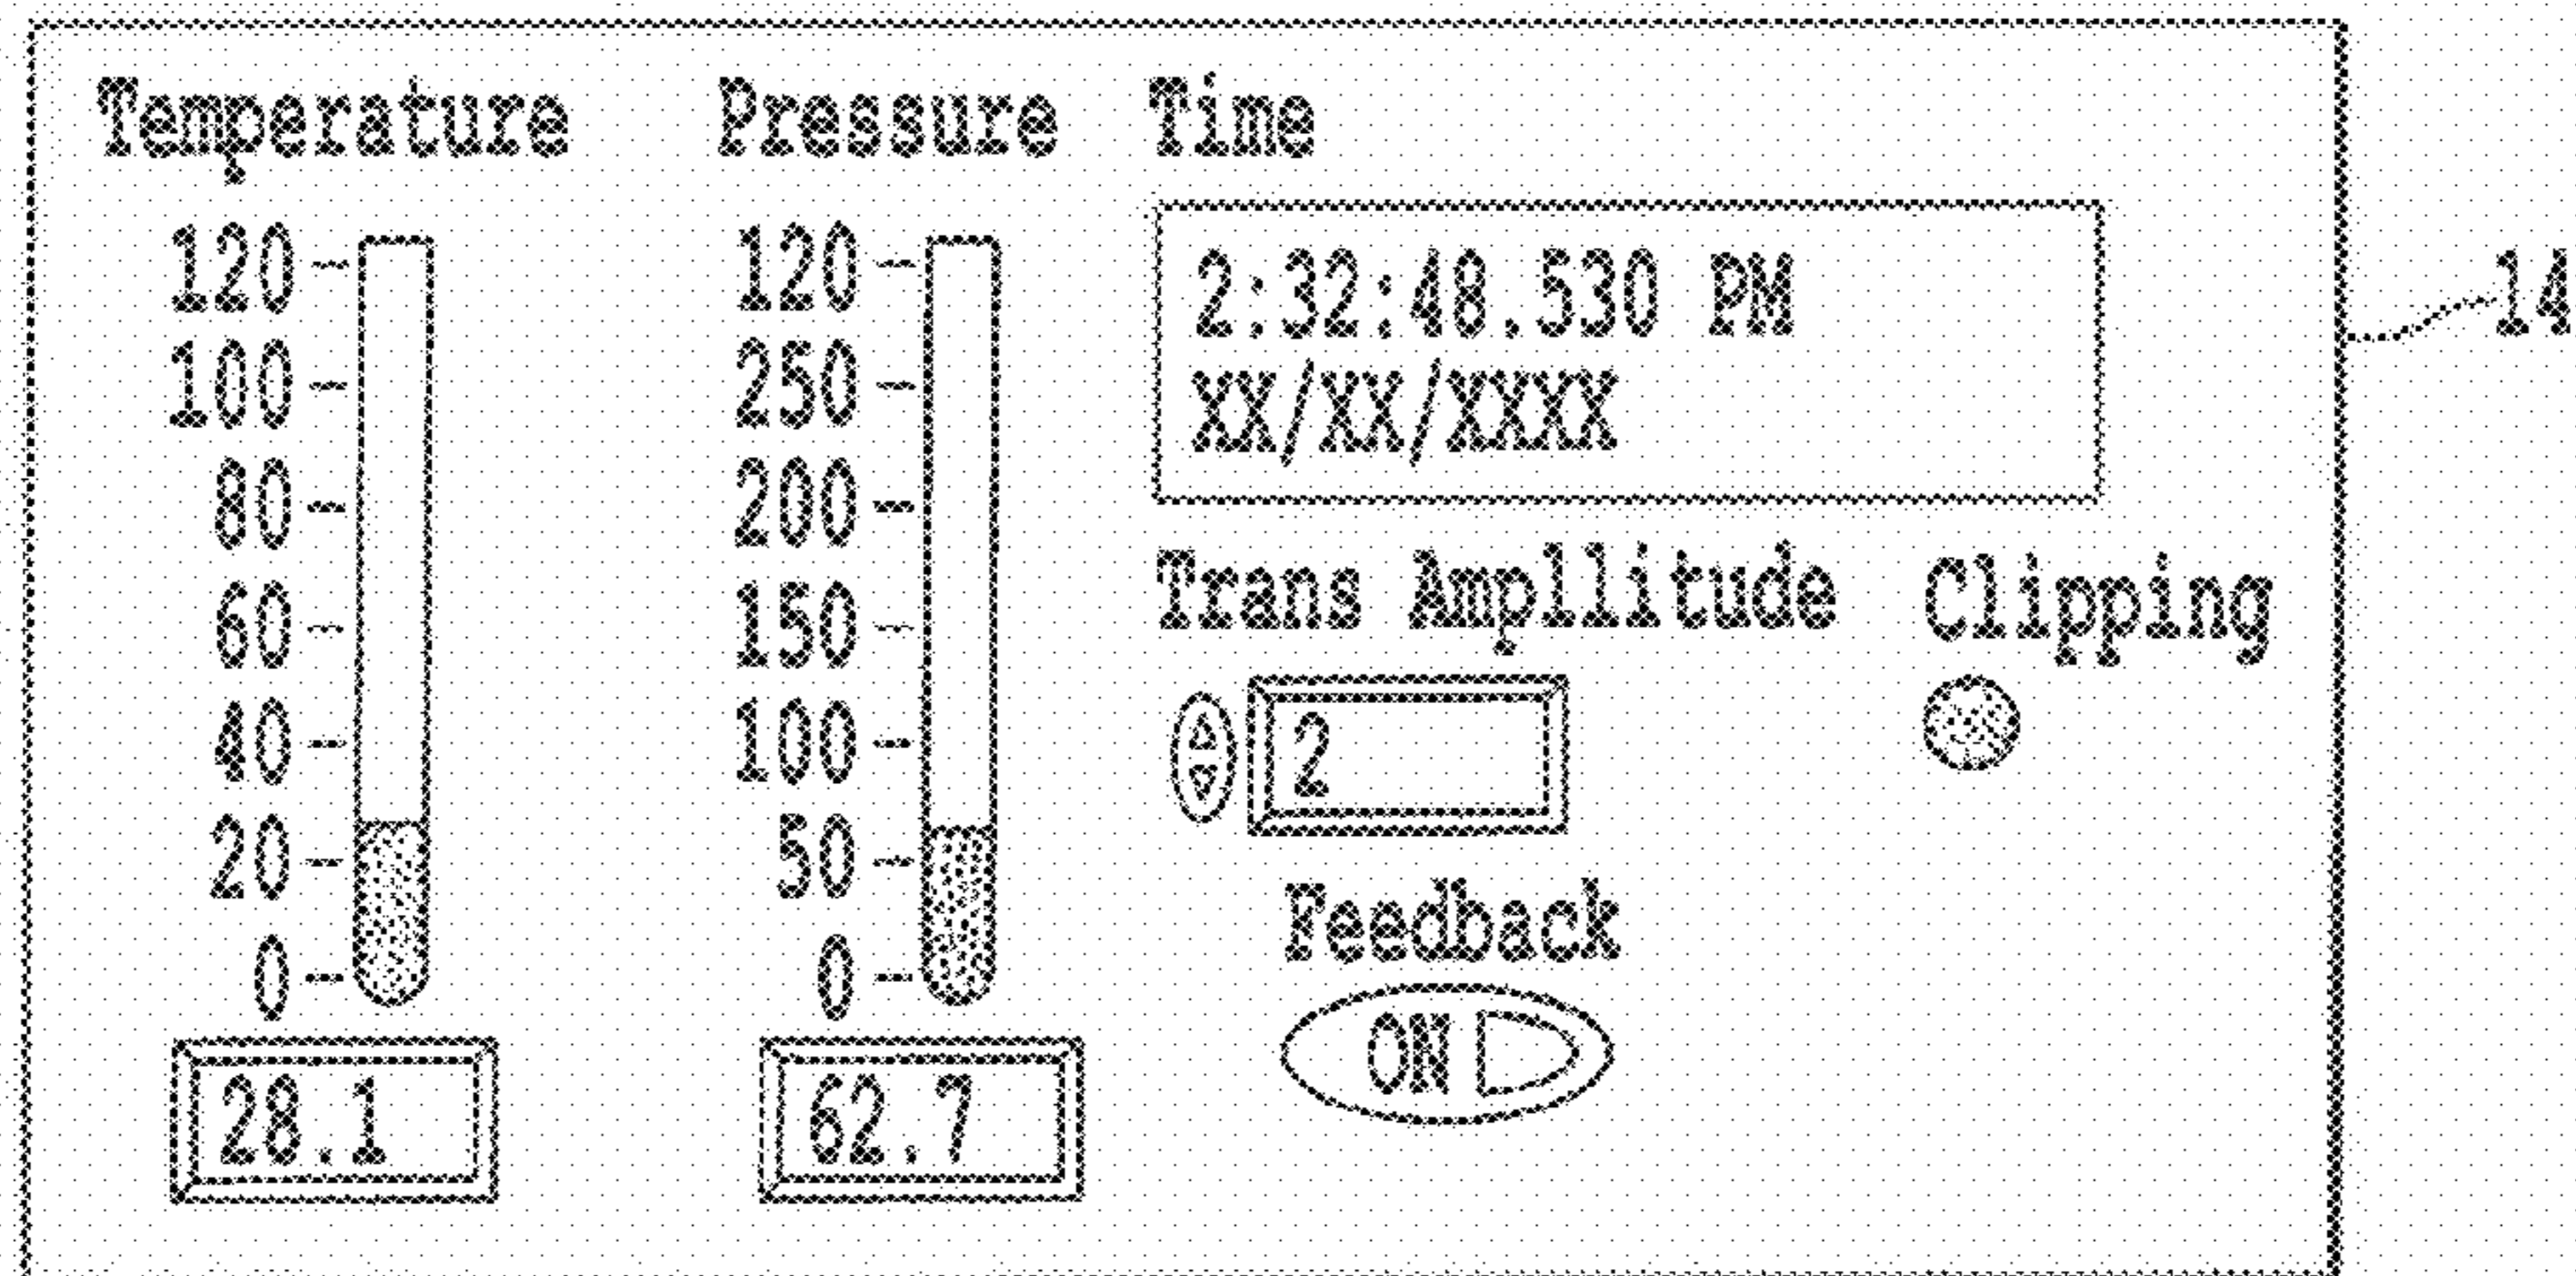 Temperature Pressure Time
120 120 2:32:48.530 PM
100 250 XX/XX/XXXX
80 200
60 150 Trans Ampllitude Clipping
40 100 2
20 50 Feedback
0 0 ON
28.1 62.7
14